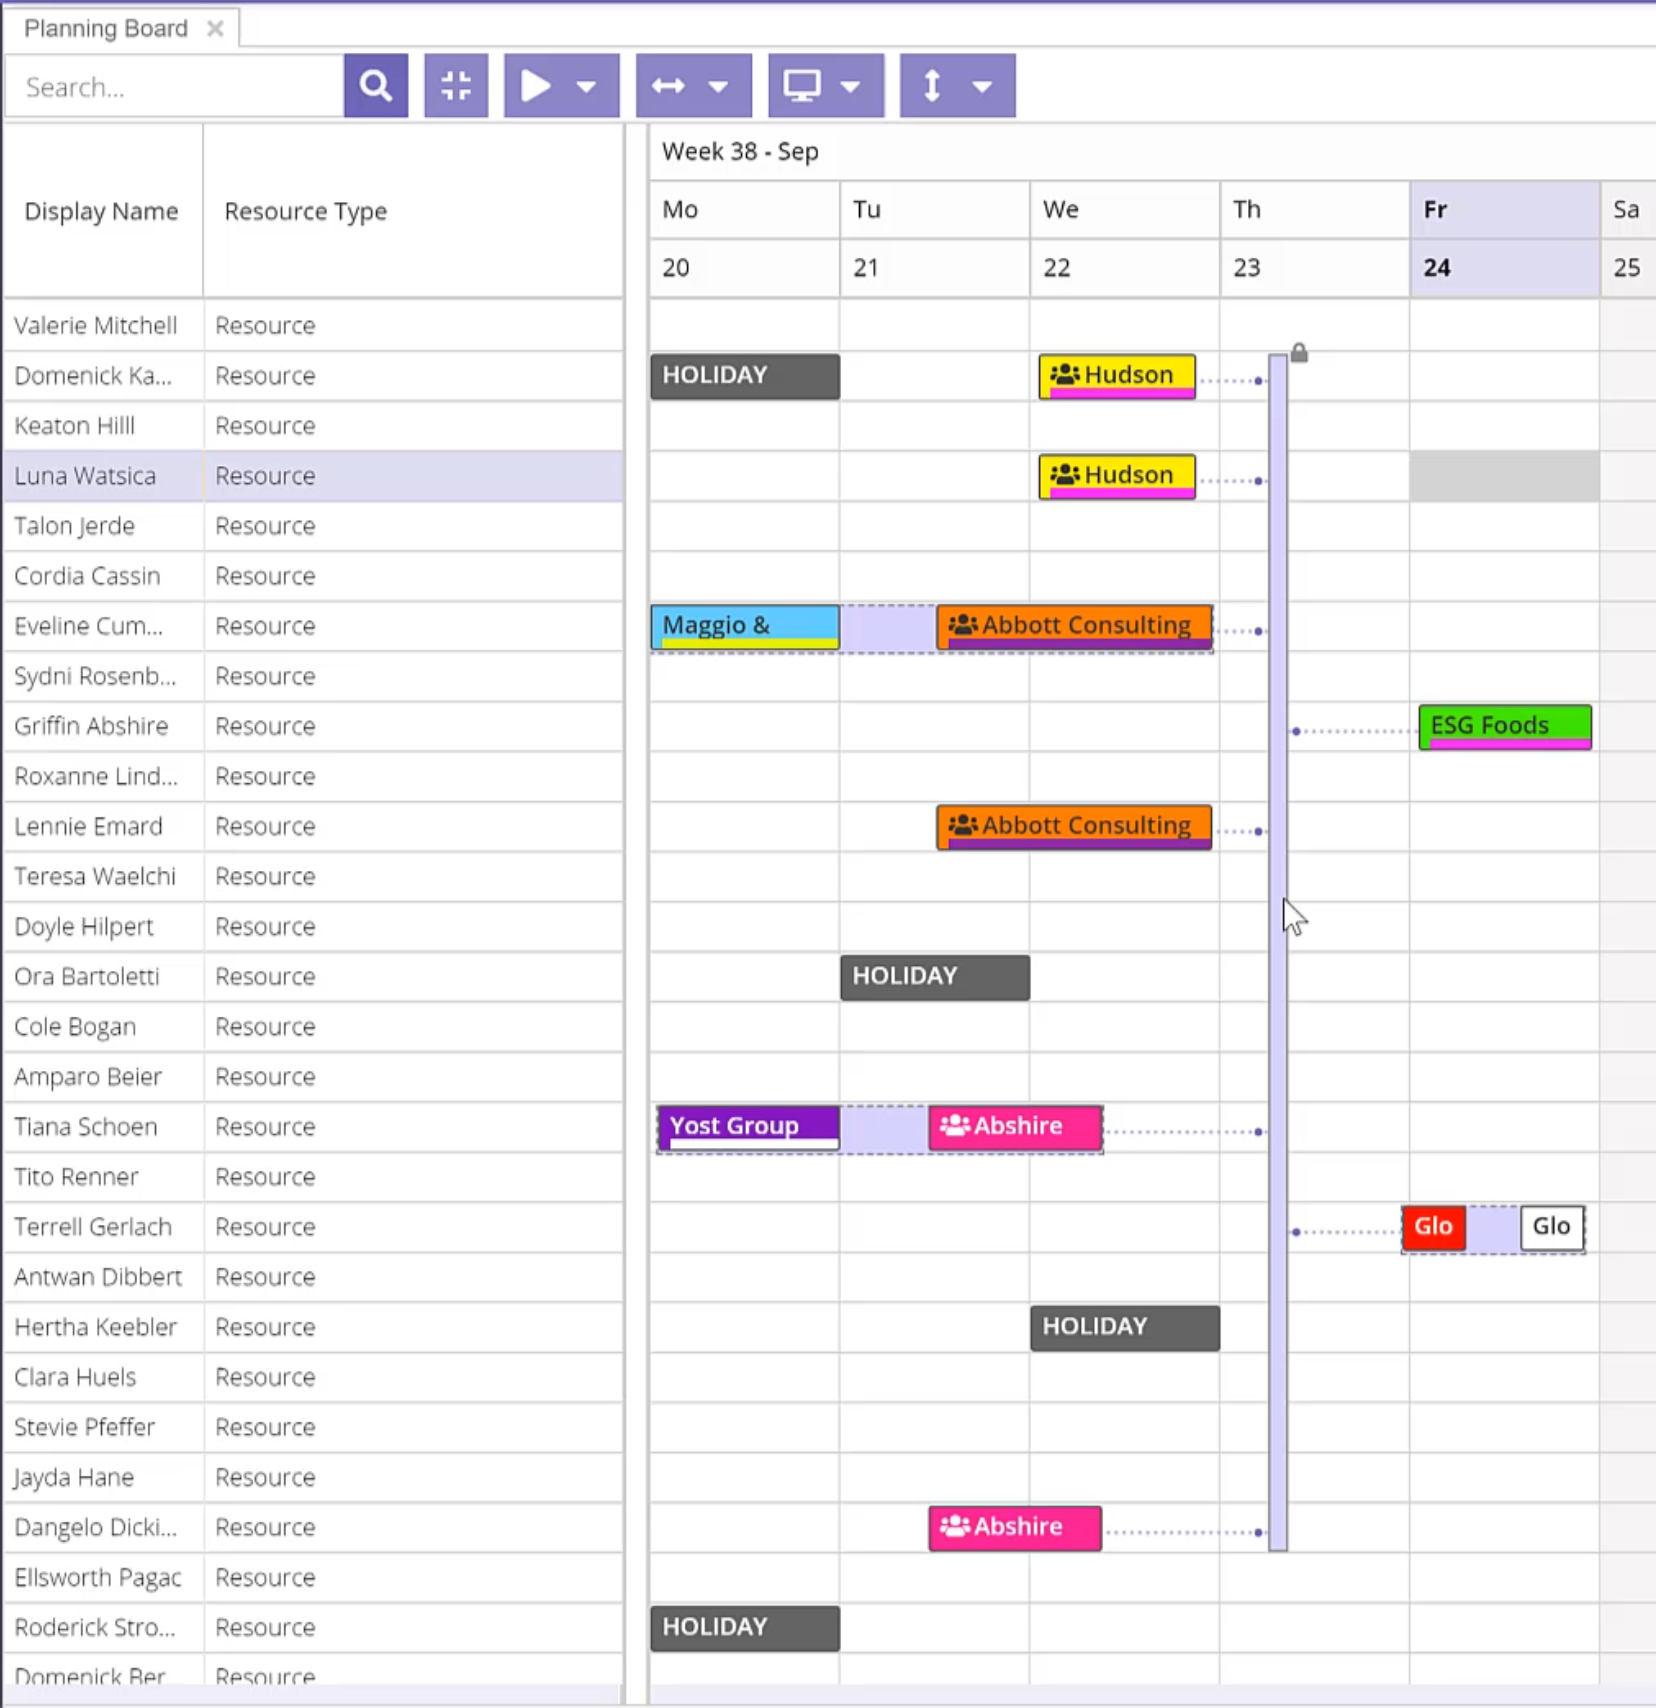 Planning Board
Search...
Display Name Resource Type
Week 38 - Sep
Mo Tu We Th Fr Sa
20 21 22 23 24 25
Valerie Mitchell Resource
Domenick Ka... Resource HOLIDAY Hudson
Keaton Hilll Resource
Luna Watsica Resource Hudson
Talon Jerde Resource
Cordia Cassin Resource
Eveline Cum... Resource Maggio & Abbott Consulting
Sydni Rosenb... Resource
Griffin Abshire Resource ESG Foods
Roxanne Lind... Resource
Lennie Emard Resource Abbott Consulting
Teresa Waelchi Resource
Doyle Hilpert Resource
Ora Bartoletti Resource HOLIDAY
Cole Bogan Resource
Amparo Beier Resource
Tiana Schoen Resource Yost Group Abshire
Tito Renner Resource
Terrell Gerlach Resource Glo Glo
Antwan Dibbert Resource
Hertha Keebler Resource HOLIDAY
Clara Huels Resource
Stevie Pfeffer Resource
Jayda Hane Resource
Dangelo Dicki... Resource Abshire
Ellsworth Pagac Resource
Roderick Stro... Resource HOLIDAY
Domenick Ber Resource